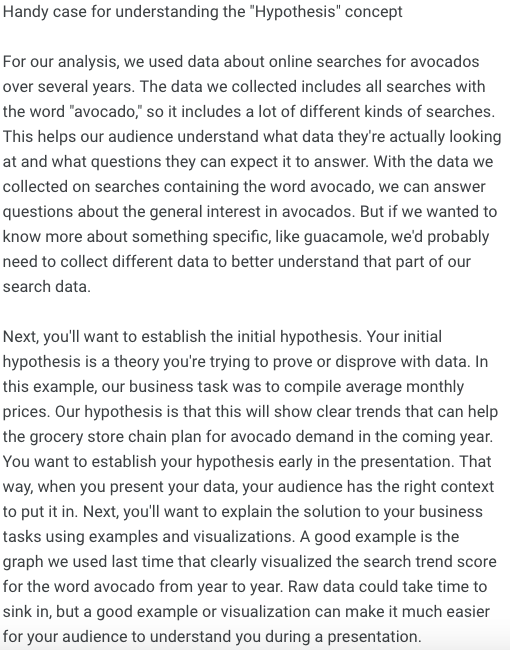 Handy case for understanding the "Hypothesis" concept
For our analysis, we used data about online searches for avocados
over several years. The data we collected includes all searches with
the word "avocado," so it includes a lot of different kinds of searches.
This helps our audience understand what data they're actually looking
at and what questions they can expect it to answer. With the data we
collected on searches containing the word avocado, we can answer
questions about the general interest in avocados. But if we wanted to
know more about something specific, like guacamole, we'd probably
need to collect different data to better understand that part of our
search data.
Next, you'll want to establish the initial hypothesis. Your initial
hypothesis is a theory you're trying to prove or disprove with data. In
this example, our business task was to compile average monthly
prices. Our hypothesis is that this will show clear trends that can help
the grocery store chain plan for avocado demand in the coming year.
You want to establish your hypothesis early in the presentation. That
way, when you present your data, your audience has the right context
to put it in. Next, you'll want to explain the solution to your business
tasks using examples and visualizations. A good example is the
graph we used last time that clearly visualized the search trend score
for the word avocado from year to year. Raw data could take time to
sink in, but a good example or visualization can make it much easier
for your audience to understand you during a presentation.